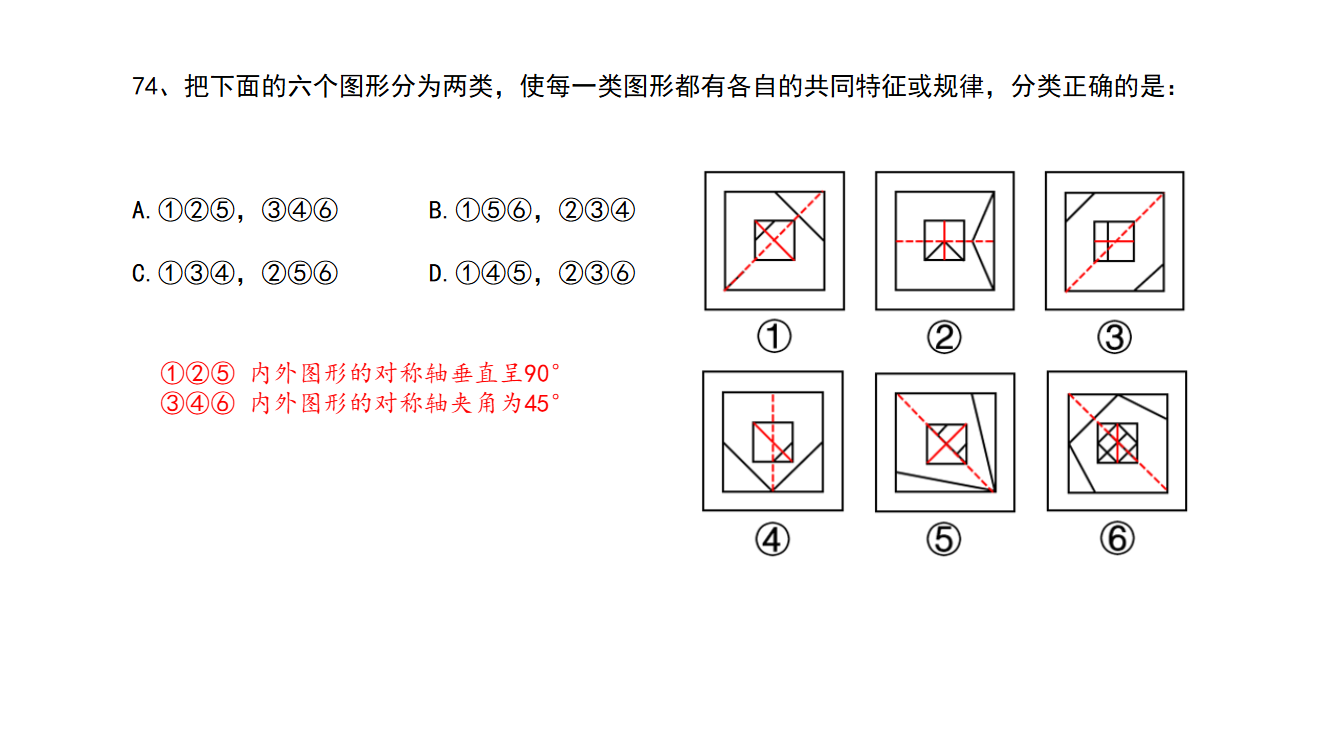 74、把下面的六个图形分为两类，使每一类图形都有各自的共同特征或规律，分类正确的是：
A.①②⑤，③④⑥ B.①⑤⑥，②③④
C.①③④，②⑤⑥ D.①④⑤，②③⑥
①②⑤ 内外图形的对称轴垂直呈90°
③④⑥ 内外图形的对称轴夹角为45°
① ② ③
④ ⑤ ⑥